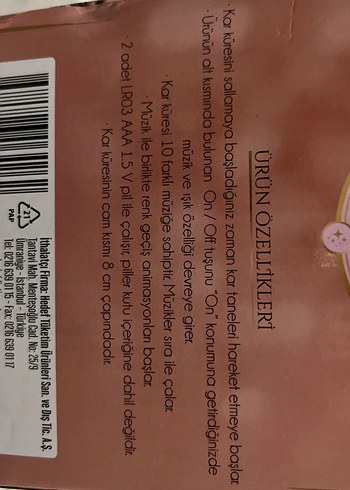 ÜRÜN ÖZELLİKLERİ
· Kar küresini sallamaya başladığınız zaman kar taneleri hareket etmeye başlar.
· Ürünün alt kısmında bulunan On / Off tuşunu "On" konumuna getirdiğinizde
müzik ve ışık özelliği devreye girer.
· Kar küresi 10 farklı müziğe sahiptir. Müzikler sıra ile çalar.
· Müzik ile birlikte renk geçiş animasyonları başlar.
· 2 adet LR03 AAA 1.5 V pil ile çalışır, piller kutu içeriğine dahil değildir.
· Kar küresinin cam kısmı 8 cm çapındadır.
21
PAP
İthalatçı Firma: Hedef Tüketim Ürünleri San. ve Dış Tic. A.Ş.
Tantavi Mah. Menteşoğlu Cad. No: 25/9
Ümraniye - İstanbul - Türkiye
Tel: 0216 639 01 15 - Fax: 0216 639 01 17